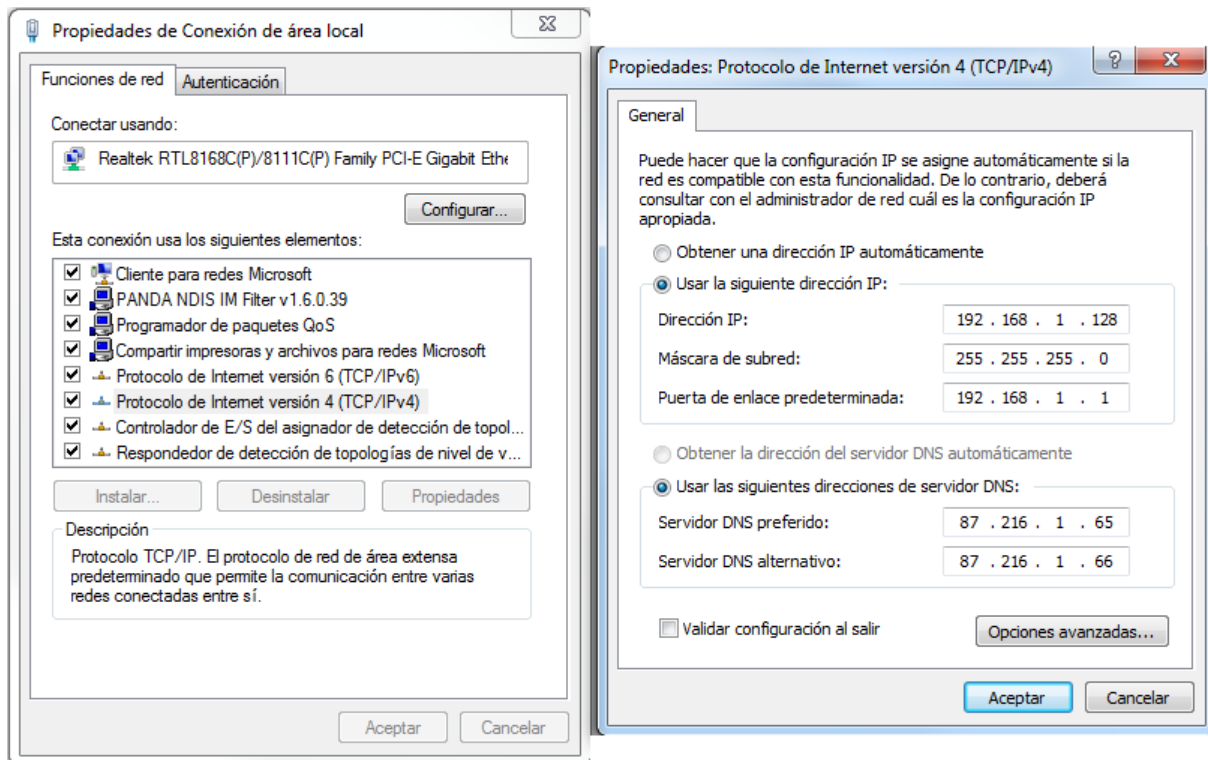 Propiedades de Conexión de área local
Funciones de red
Autenticación
Conectar usando:
Realtek RTL8168C(P)/8111C(P) Family PCI-E Gigabit Ethe
Configurar...
Esta conexión usa los siguientes elementos:
Cliente para redes Microsoft
PANDA NDIS IM Filter v1.6.0.39
Programador de paquetes QoS
Compartir impresoras y archivos para redes Microsoft
Protocolo de Internet versión 6 (TCP/IPv6)
Protocolo de Internet versión 4 (TCP/IPv4)
Controlador de E/S del asignador de detección de topol...
Respondedor de detección de topologías de nivel de v...
Instalar...
Desinstalar
Propiedades
Descripción
Protocolo TCP/IP. El protocolo de red de área extensa
predeterminado que permite la comunicación entre varias
redes conectadas entre sí.
Aceptar
Cancelar
Propiedades: Protocolo de Internet versión 4 (TCP/IPv4)
General
Puede hacer que la configuración IP se asigne automáticamente si la
red es compatible con esta funcionalidad. De lo contrario, deberá
consultar con el administrador de red cuál es la configuración IP
apropiada.
Obtener una dirección IP automáticamente
Usar la siguiente dirección IP:
Dirección IP: 192 . 168 . 1 . 128
Máscara de subred: 255 . 255 . 255 . 0
Puerta de enlace predeterminada: 192 . 168 . 1 . 1
Obtener la dirección del servidor DNS automáticamente
Usar las siguientes direcciones de servidor DNS:
Servidor DNS preferido: 87 . 216 . 1 . 65
Servidor DNS alternativo: 87 . 216 . 1 . 66
Validar configuración al salir
Opciones avanzadas...
Aceptar
Cancelar